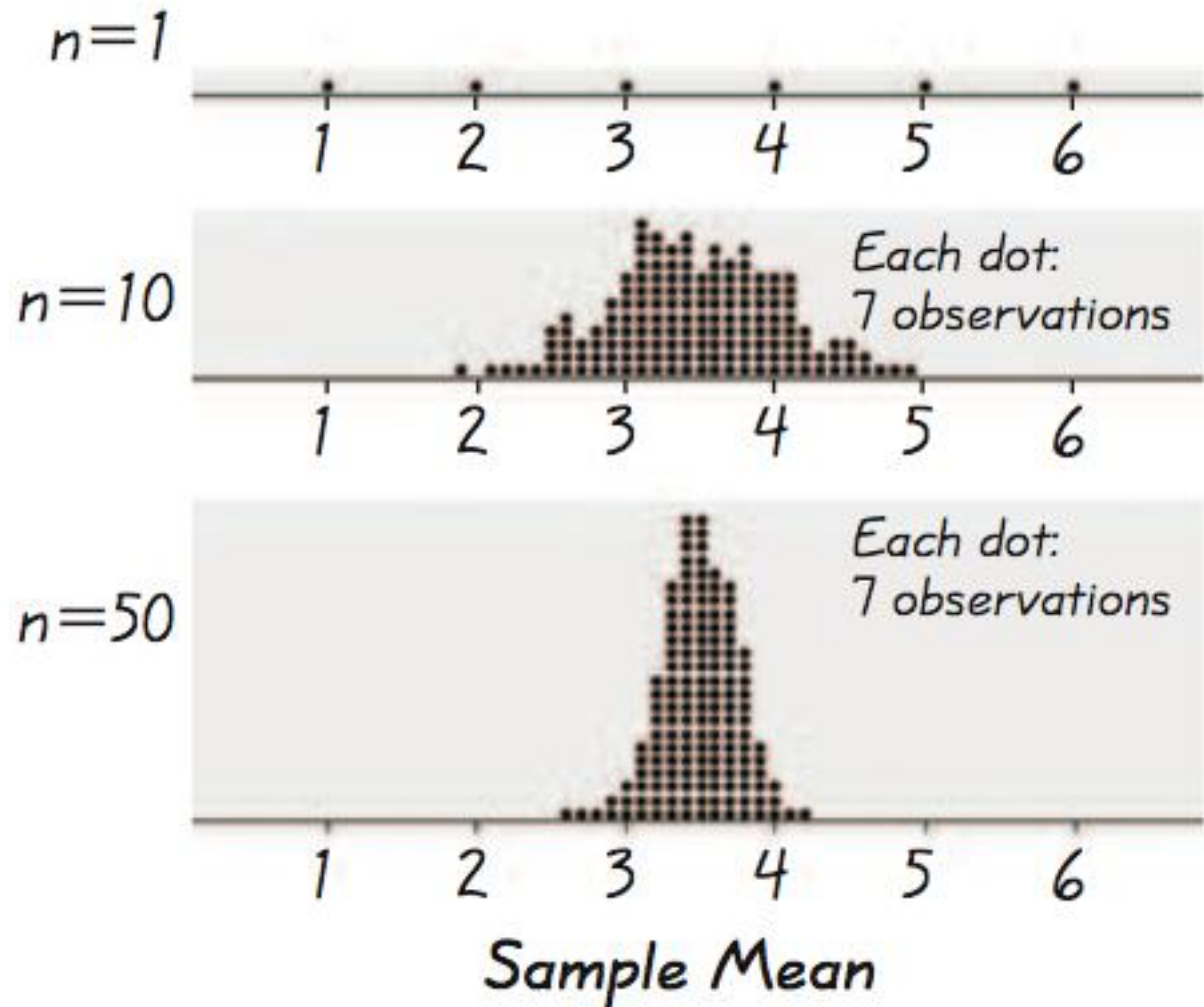 n=1
1 2 3 4 5 6
Each dot:
n=10
7 observations
1 2 3 4 5 6
Each dot:
7 observations
n=50
1 2 3 4 5 6
Sample Mean